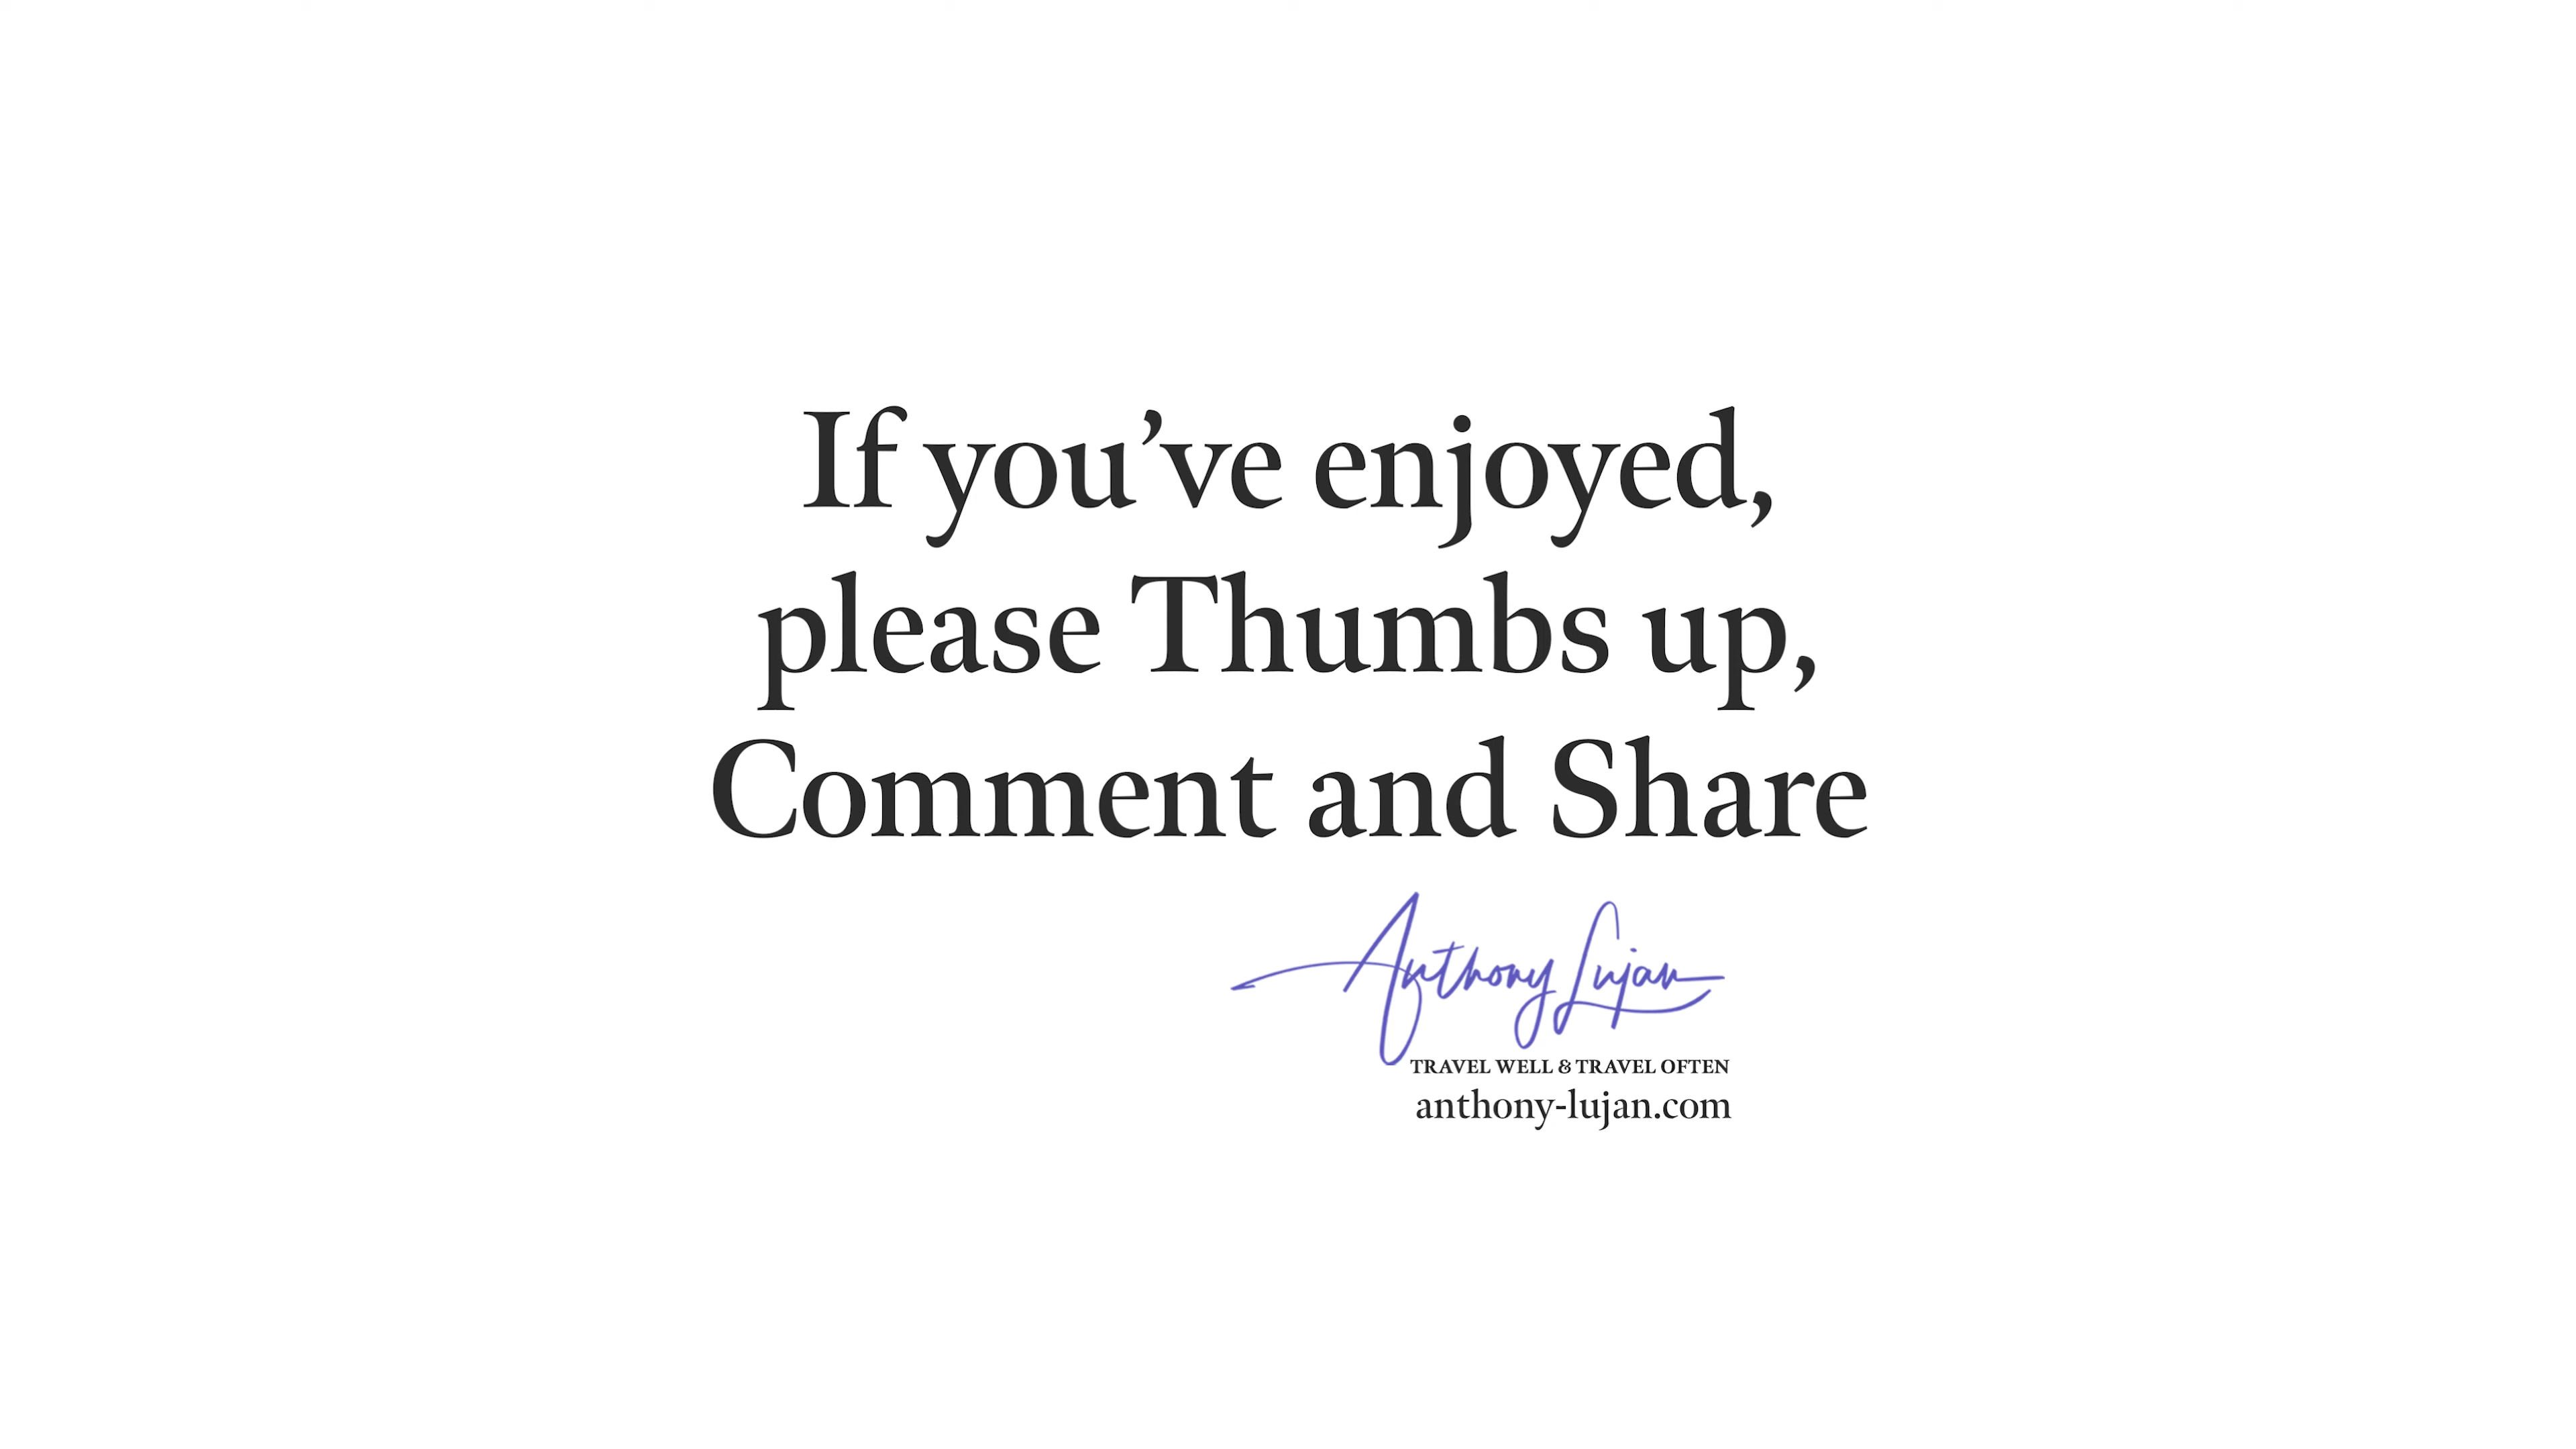 If you’ve enjoyed,
please Thumbs up,
Comment and Share
Anthony Lujan
TRAVEL WELL & TRAVEL OFTEN
anthony-lujan.com